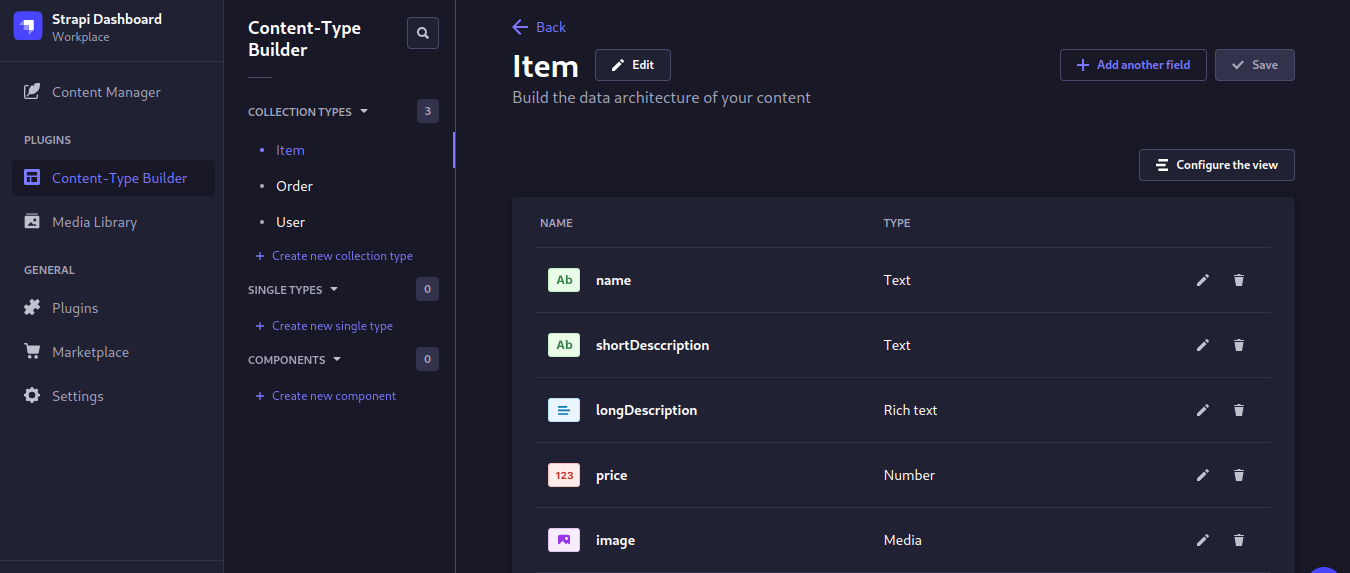 Strapi Dashboard
Workplace
Content Manager
PLUGINS
Content-Type Builder
Media Library
GENERAL
Plugins
Marketplace
Settings
Content-Type
Builder
COLLECTION TYPES 3
Item
Order
User
Create new collection type
SINGLE TYPES 0
Create new single type
COMPONENTS 0
Create new component
Back
Item Edit Add another field Save
Build the data architecture of your content
Configure the view
NAME TYPE
Ab name Text
Ab shortDesccription Text
longDescription Rich text
123 price Number
image Media